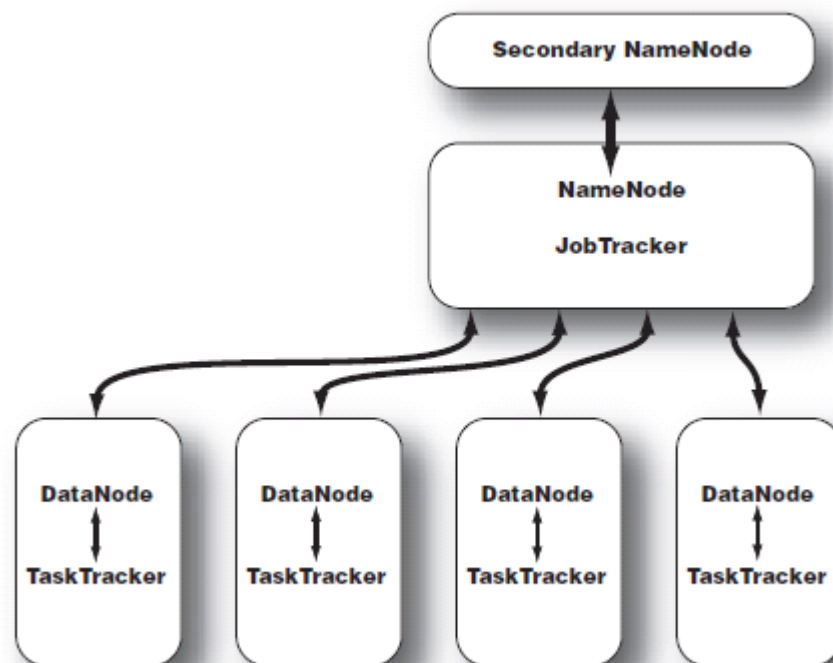 Secondary NameNode
NameNode
JobTracker
DataNode
TaskTracker
DataNode
TaskTracker
DataNode
TaskTracker
DataNode
TaskTracker